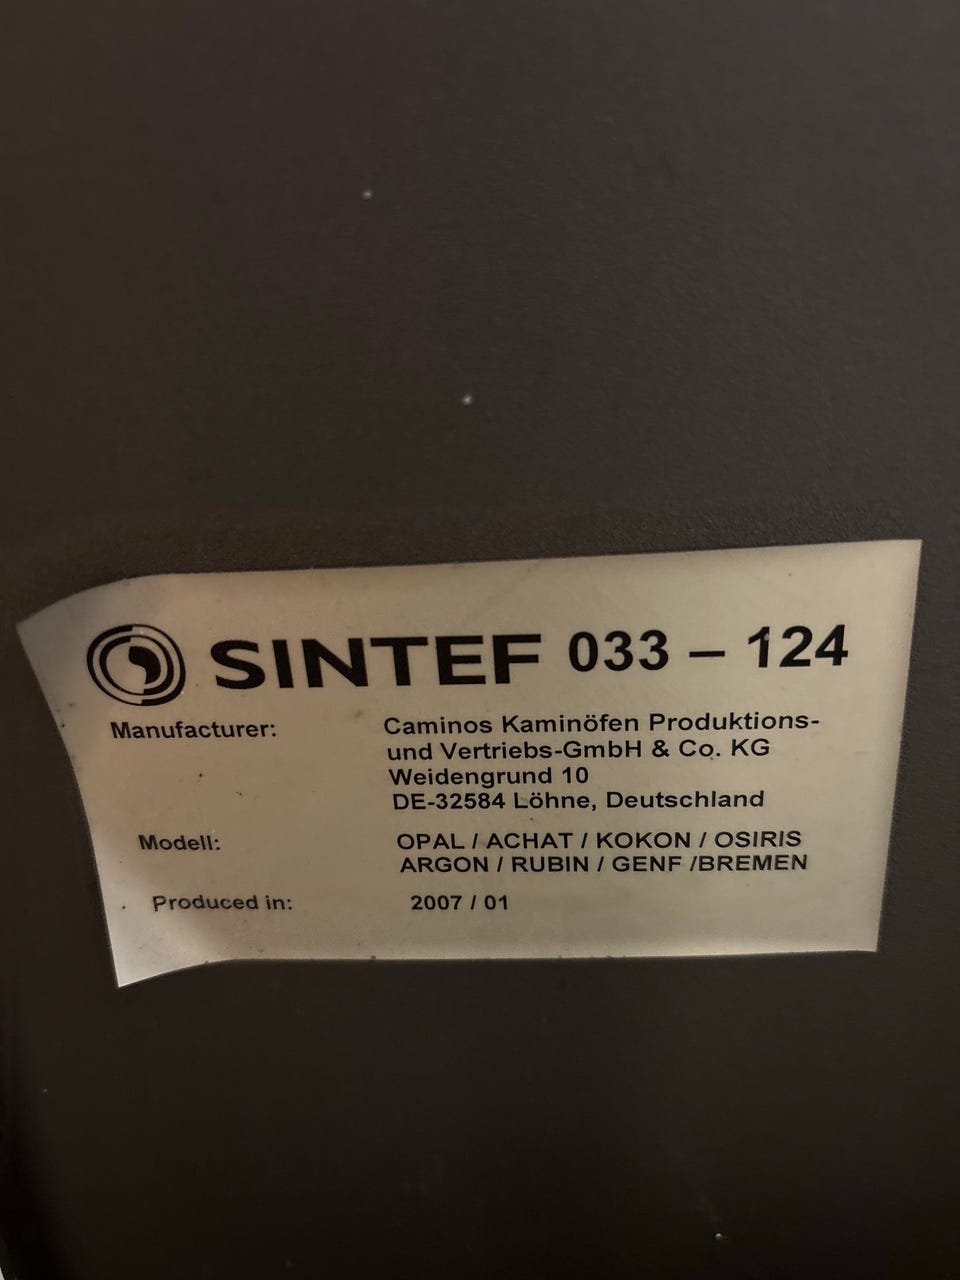 SINTEF 033 – 124
Manufacturer: Caminos Kaminöfen Produktions-
und Vertriebs-GmbH & Co. KG
Weidengrund 10
DE-32584 Löhne, Deutschland
Modell: OPAL / ACHAT / KOKON / OSIRIS
ARGON / RUBIN / GENF /BREMEN
Produced in: 2007 / 01